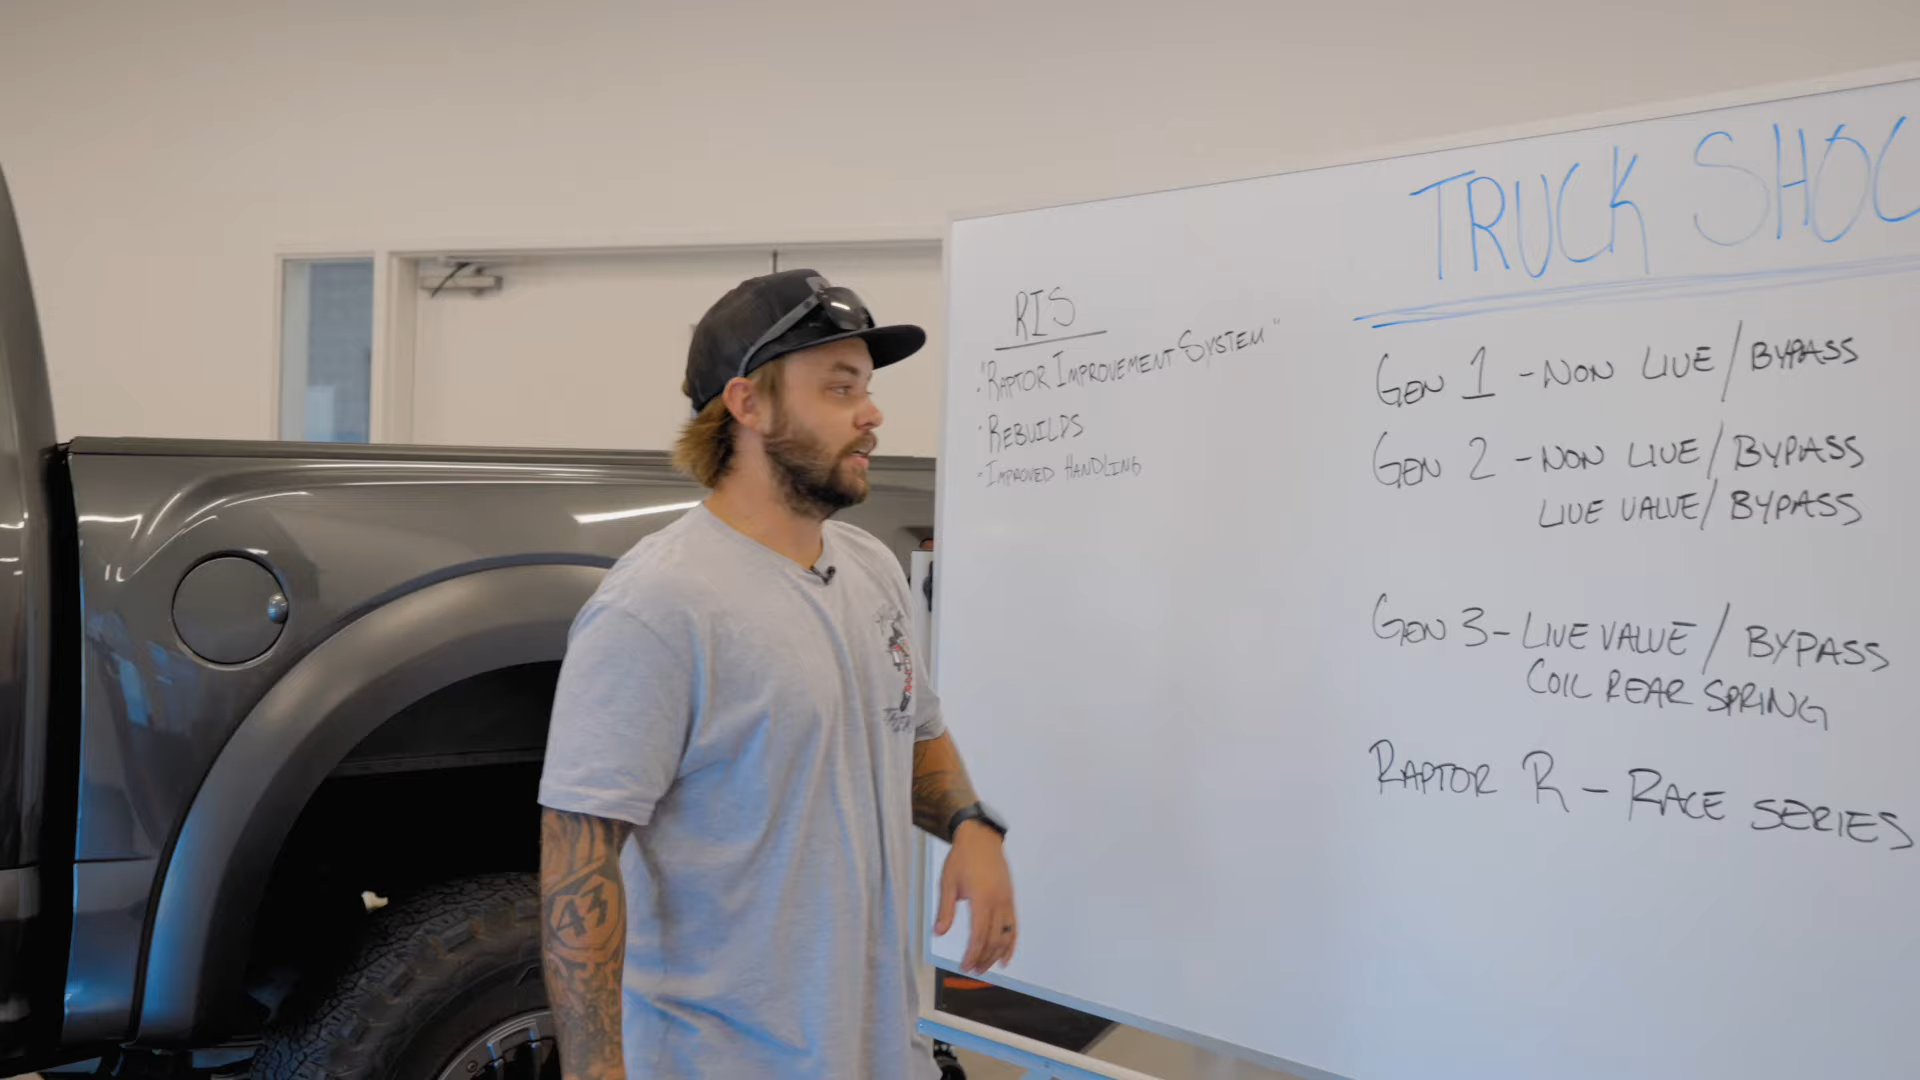 TRUCK SHOC
RIS
·"RAPTOR IMPROVEMENT SYSTEM"
·REBUILDS
·IMPROVED HANDLING
GEN 1 - NON LIVE / BYPASS
GEN 2 - NON LIVE / BYPASS
LIVE VALVE / BYPASS
GEN 3 - LIVE VALVE / BYPASS
COIL REAR SPRING
RAPTOR R - RACE SERIES
43